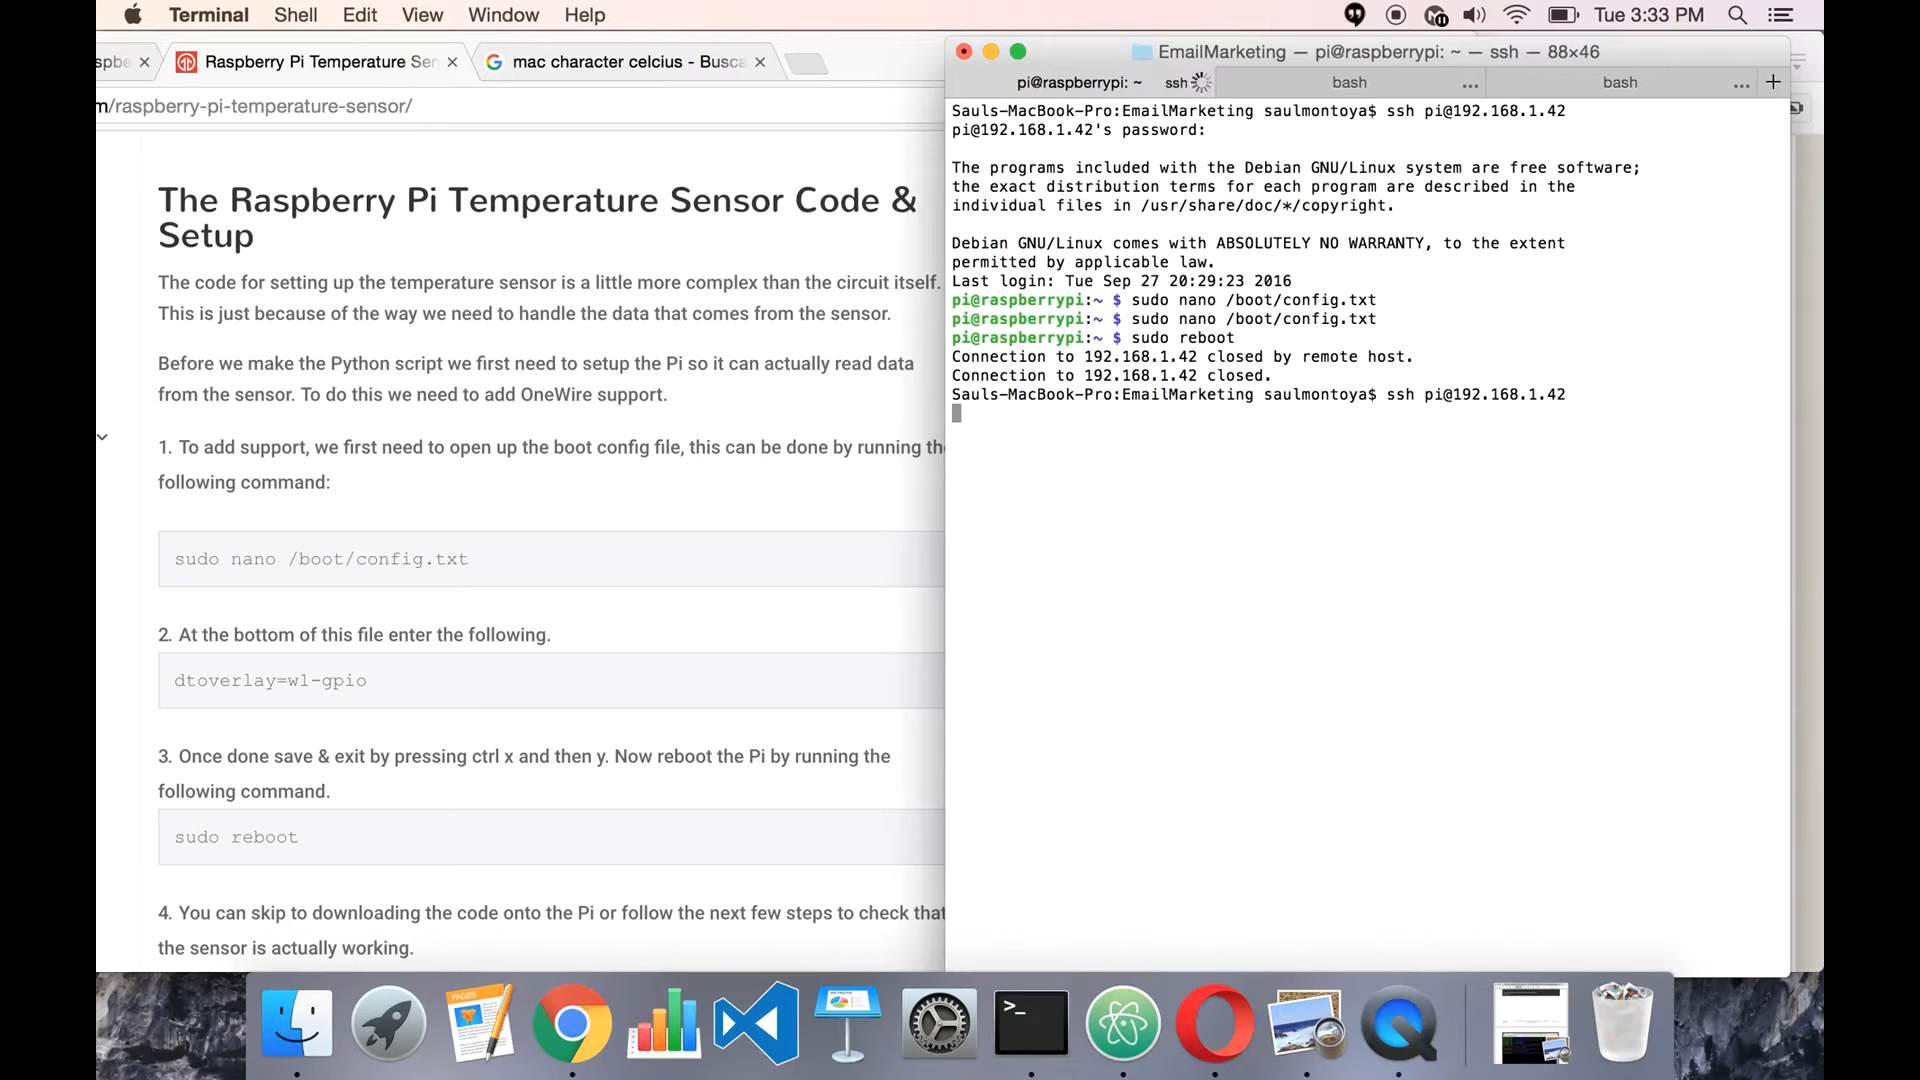 Terminal Shell Edit View Window Help Tue 3:33 PM
spbe Raspberry Pi Temperature Sen mac character celcius - Busca
m/raspberry-pi-temperature-sensor/
The Raspberry Pi Temperature Sensor Code &
Setup
The code for setting up the temperature sensor is a little more complex than the circuit itself.
This is just because of the way we need to handle the data that comes from the sensor.
Before we make the Python script we first need to setup the Pi so it can actually read data
from the sensor. To do this we need to add OneWire support.
1. To add support, we first need to open up the boot config file, this can be done by running the
following command:
sudo nano /boot/config.txt
2. At the bottom of this file enter the following.
dtoverlay=w1-gpio
3. Once done save & exit by pressing ctrl x and then y. Now reboot the Pi by running the
following command.
sudo reboot
4. You can skip to downloading the code onto the Pi or follow the next few steps to check that
the sensor is actually working.
EmailMarketing — pi@raspberrypi: ~ — ssh — 88×46
pi@raspberrypi: ~ ssh bash ... bash ... +
Sauls-MacBook-Pro:EmailMarketing saulmontoya$ ssh pi@192.168.1.42
pi@192.168.1.42's password:
The programs included with the Debian GNU/Linux system are free software;
the exact distribution terms for each program are described in the
individual files in /usr/share/doc/*/copyright.
Debian GNU/Linux comes with ABSOLUTELY NO WARRANTY, to the extent
permitted by applicable law.
Last login: Tue Sep 27 20:29:23 2016
pi@raspberrypi:~ $ sudo nano /boot/config.txt
pi@raspberrypi:~ $ sudo nano /boot/config.txt
pi@raspberrypi:~ $ sudo reboot
Connection to 192.168.1.42 closed by remote host.
Connection to 192.168.1.42 closed.
Sauls-MacBook-Pro:EmailMarketing saulmontoya$ ssh pi@192.168.1.42
PAGES
>_